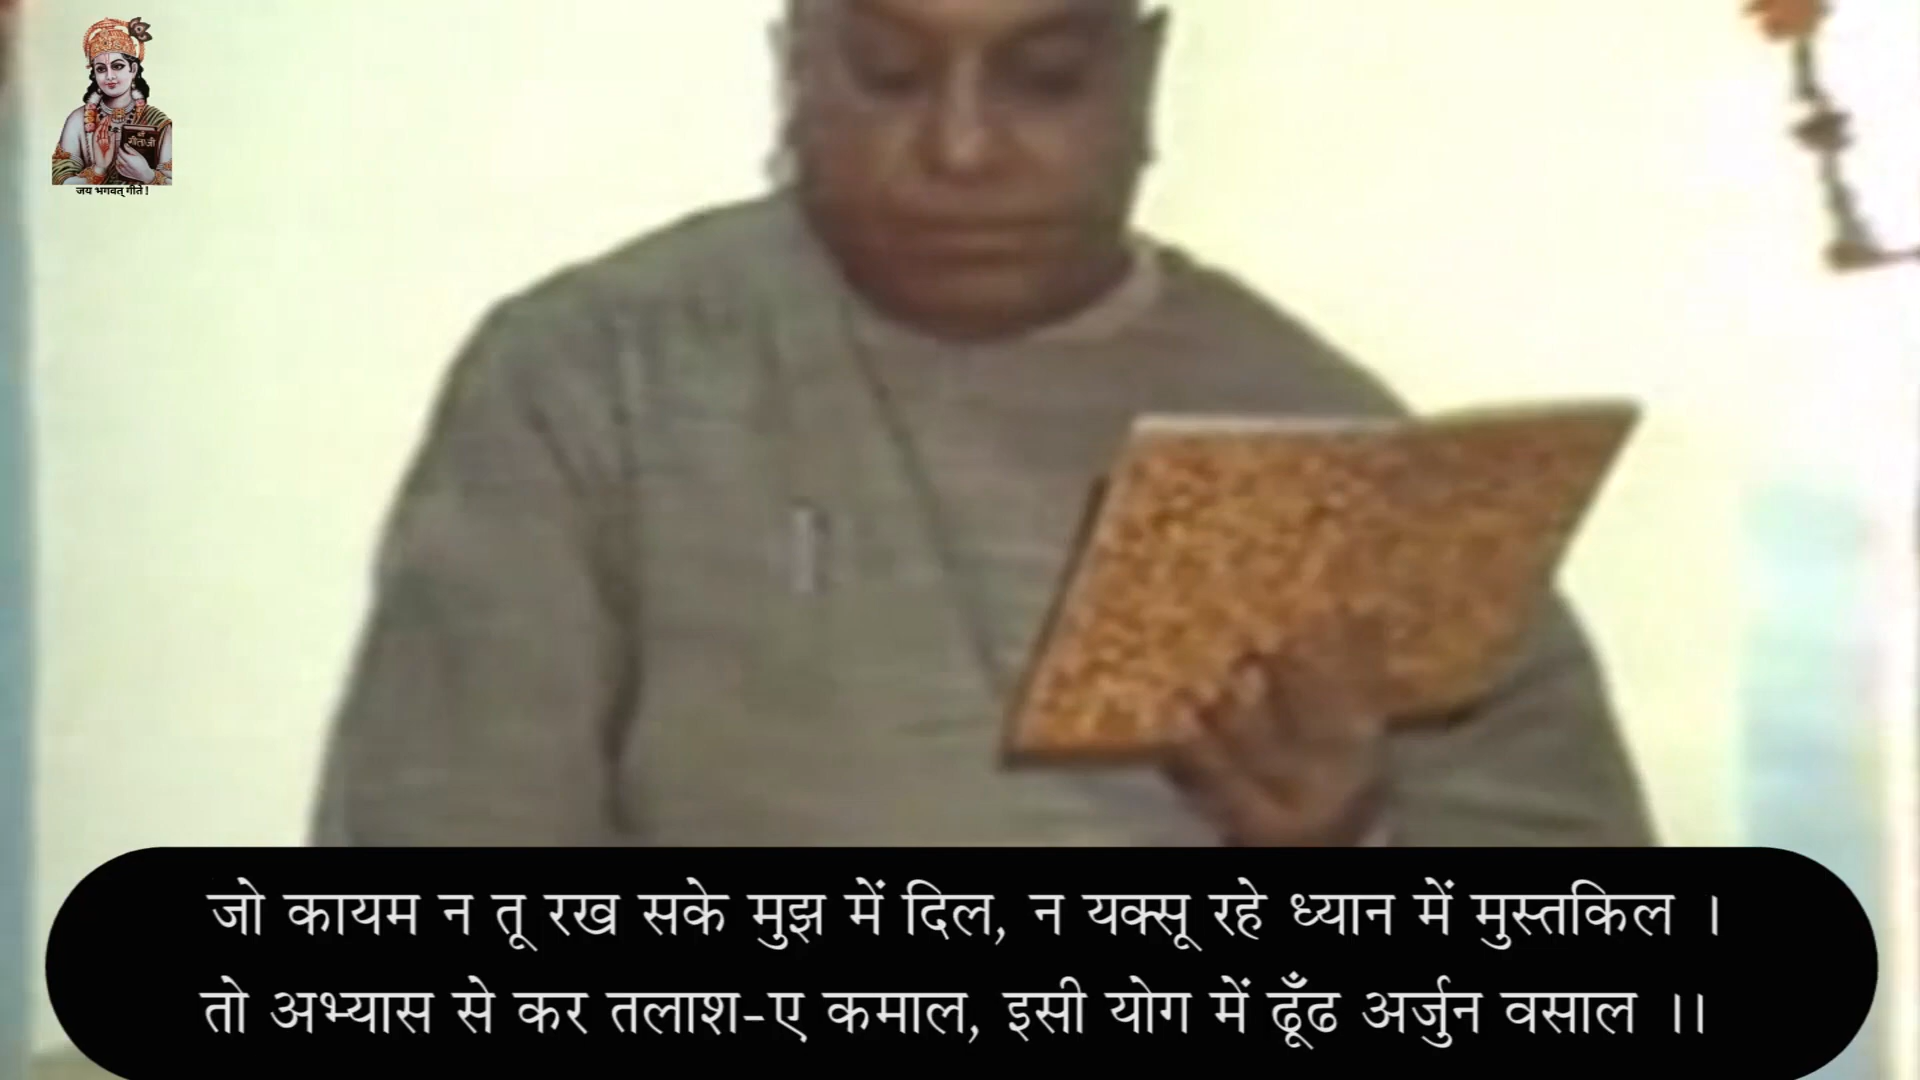 श्री
गीताजी
जय भगवत् गीते !
जो कायम न तू रख सके मुझ में दिल, न यक्सू रहे ध्यान में मुस्तकिल ।
तो अभ्यास से कर तलाश-ए कमाल, इसी योग में ढूँढ अर्जुन वसाल ।।